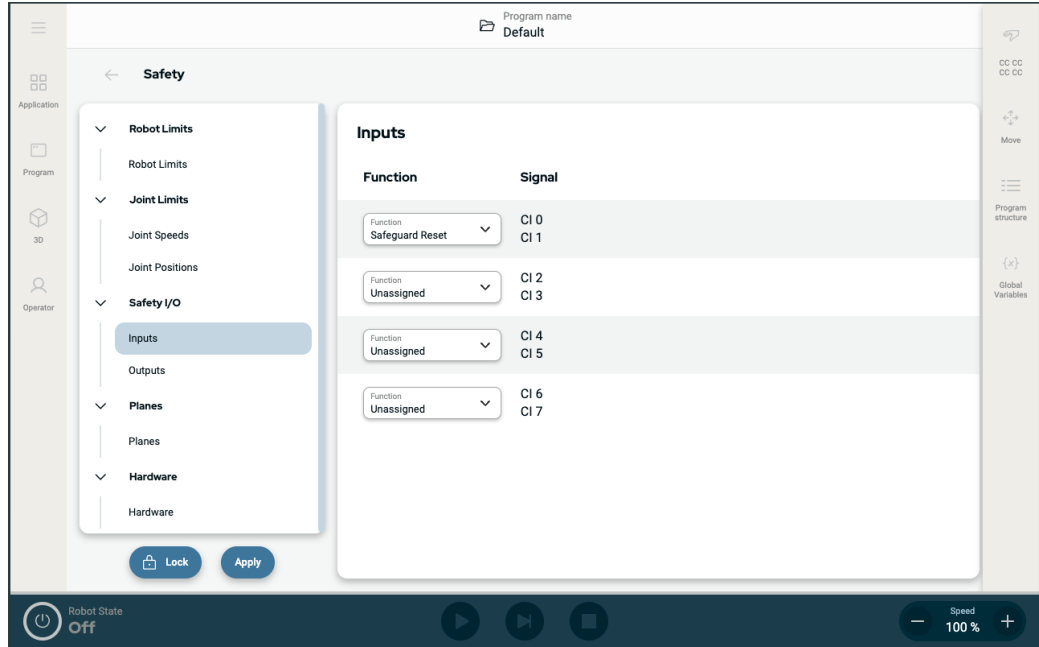 Program name
Default
Application
Program
3D
Operator
Safety
Robot Limits
Robot Limits
Joint Limits
Joint Speeds
Joint Positions
Safety I/O
Inputs
Outputs
Planes
Planes
Hardware
Hardware
Lock
Apply
Inputs
Function Signal
Function
Safeguard Reset
CI 0
CI 1
Function
Unassigned
CI 2
CI 3
Function
Unassigned
CI 4
CI 5
Function
Unassigned
CI 6
CI 7
CC CC
CC CC
Move
Program
structure
{x}
Global
Variables
Robot State
Off
Speed
100 %